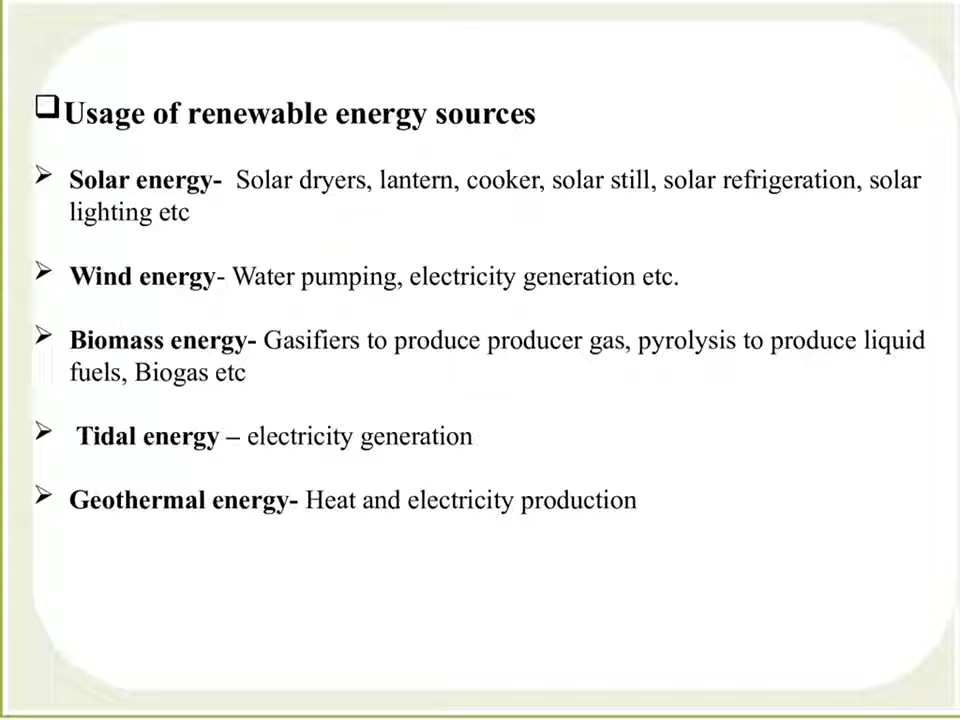 Usage of renewable energy sources
Solar energy- Solar dryers, lantern, cooker, solar still, solar refrigeration, solar
lighting etc
Wind energy- Water pumping, electricity generation etc.
Biomass energy- Gasifiers to produce producer gas, pyrolysis to produce liquid
fuels, Biogas etc
Tidal energy – electricity generation
Geothermal energy- Heat and electricity production